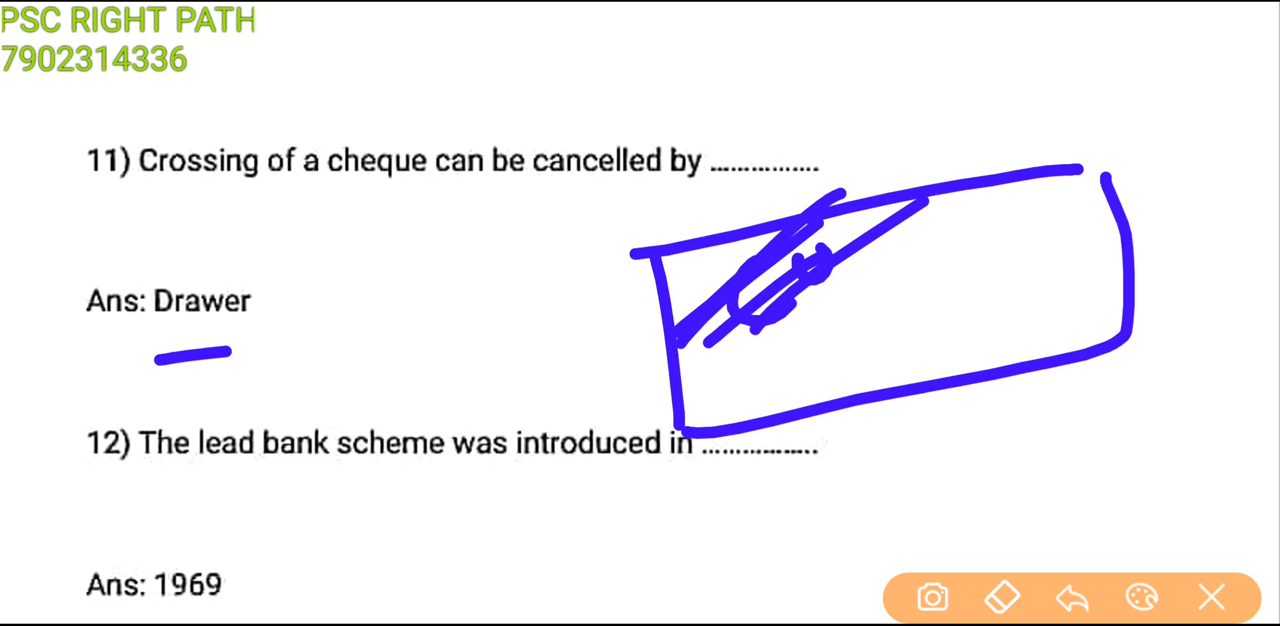 PSC RIGHT PATH
7902314336
11) Crossing of a cheque can be cancelled by ................
Ans: Drawer
12) The lead bank scheme was introduced in .................
Ans: 1969